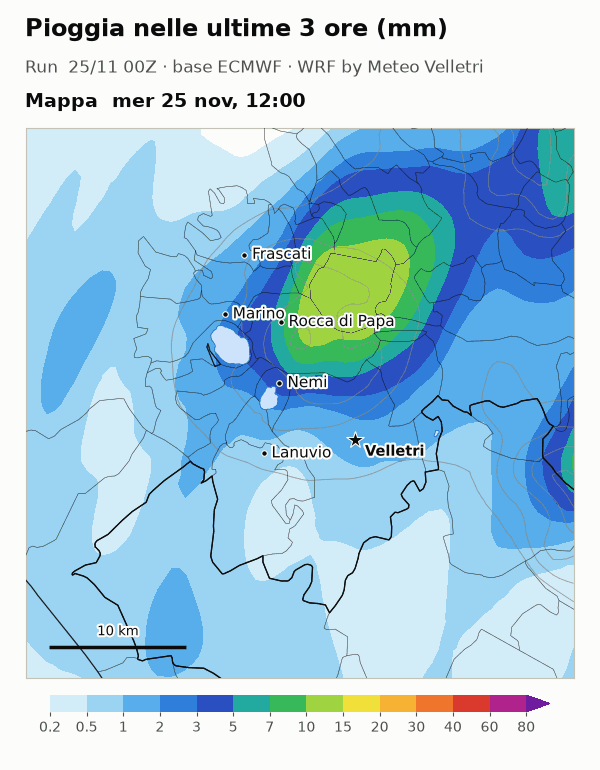 Pioggia nelle ultime 3 ore (mm)
Run  25/11 00Z · base ECMWF · WRF by Meteo Velletri
Mappa  mer 25 nov, 12:00
Frascati
Marino
Rocca di Papa
Nemi
Velletri
Lanuvio
10 km
0.2 0.5 1 2 3 5 7 10 15 20 30 40 60 80